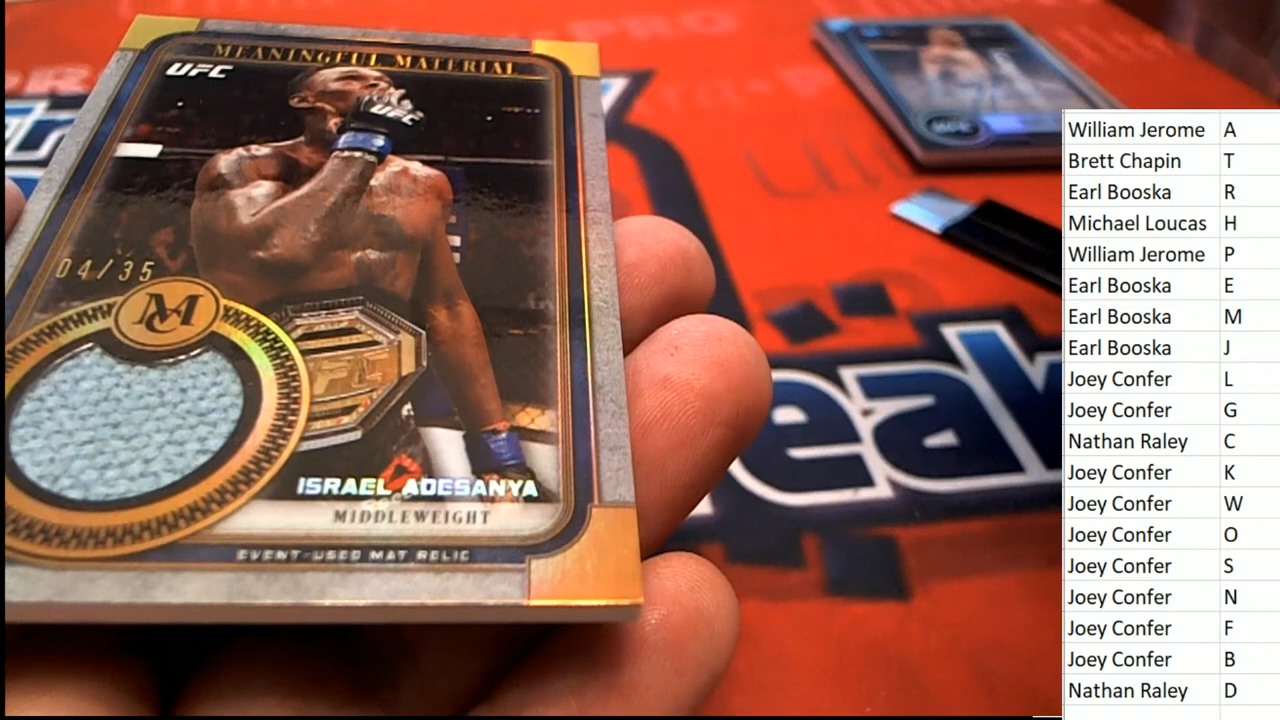 MEANINGFUL MATERIAL
UFC
UFC
04/35
MC
ISRAEL ADESANYA
MIDDLEWEIGHT
EVENT-USED MAT RELIC
William Jerome A
Brett Chapin T
Earl Booska R
Michael Loucas H
William Jerome P
Earl Booska E
Earl Booska M
Earl Booska J
Joey Confer L
Joey Confer G
Nathan Raley C
Joey Confer K
Joey Confer W
Joey Confer O
Joey Confer S
Joey Confer N
Joey Confer F
Joey Confer B
Nathan Raley D